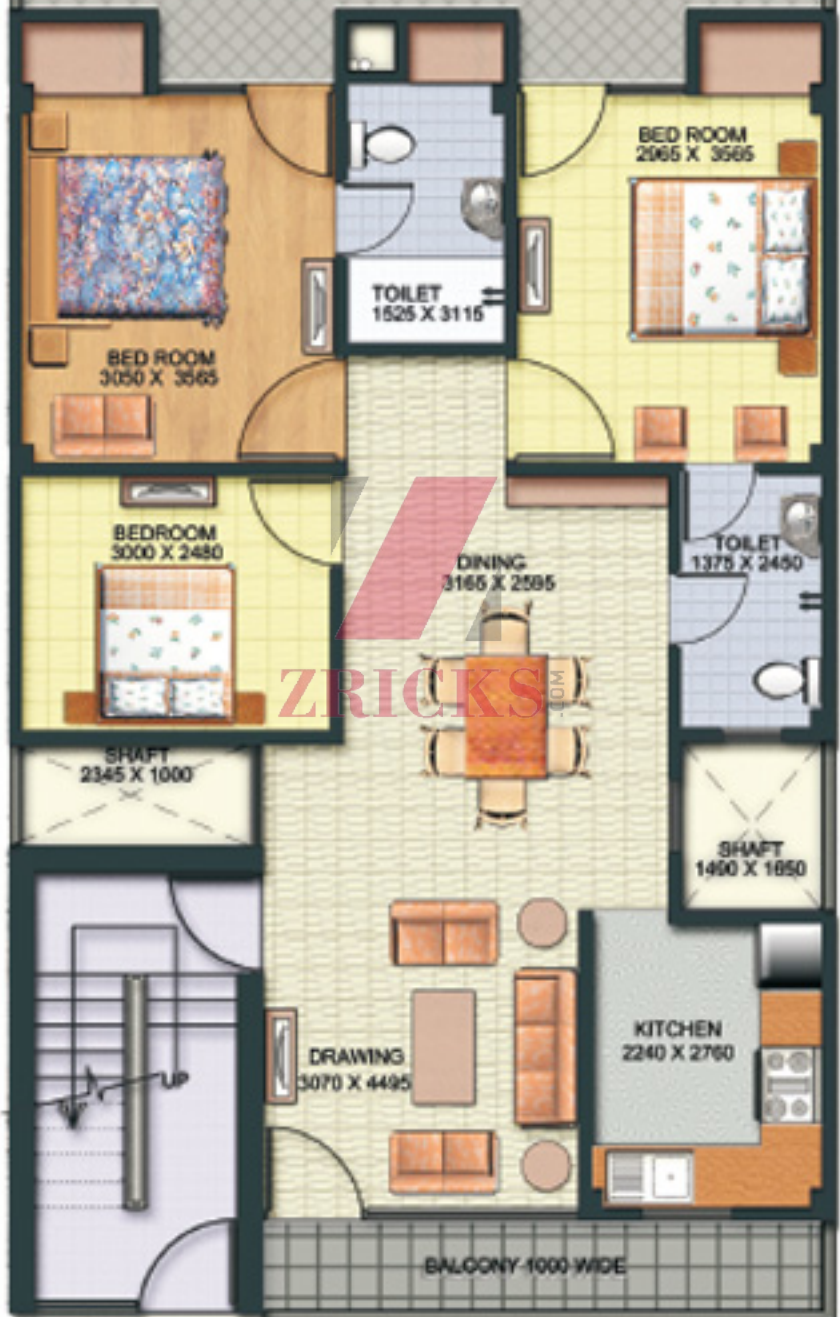 BED ROOM
2965 X 3565
TOILET
1525 X 3115
BED ROOM
3050 X 3565
BEDROOM
3000 X 2480
DINING
3165 X 2595
TOILET
1375 X 2450
ZRICKS
.COM
SHAFT
2345 X 1000
SHAFT
1490 X 1650
KITCHEN
2240 X 2760
DRAWING
3070 X 4495
UP
BALCONY 1000 WIDE